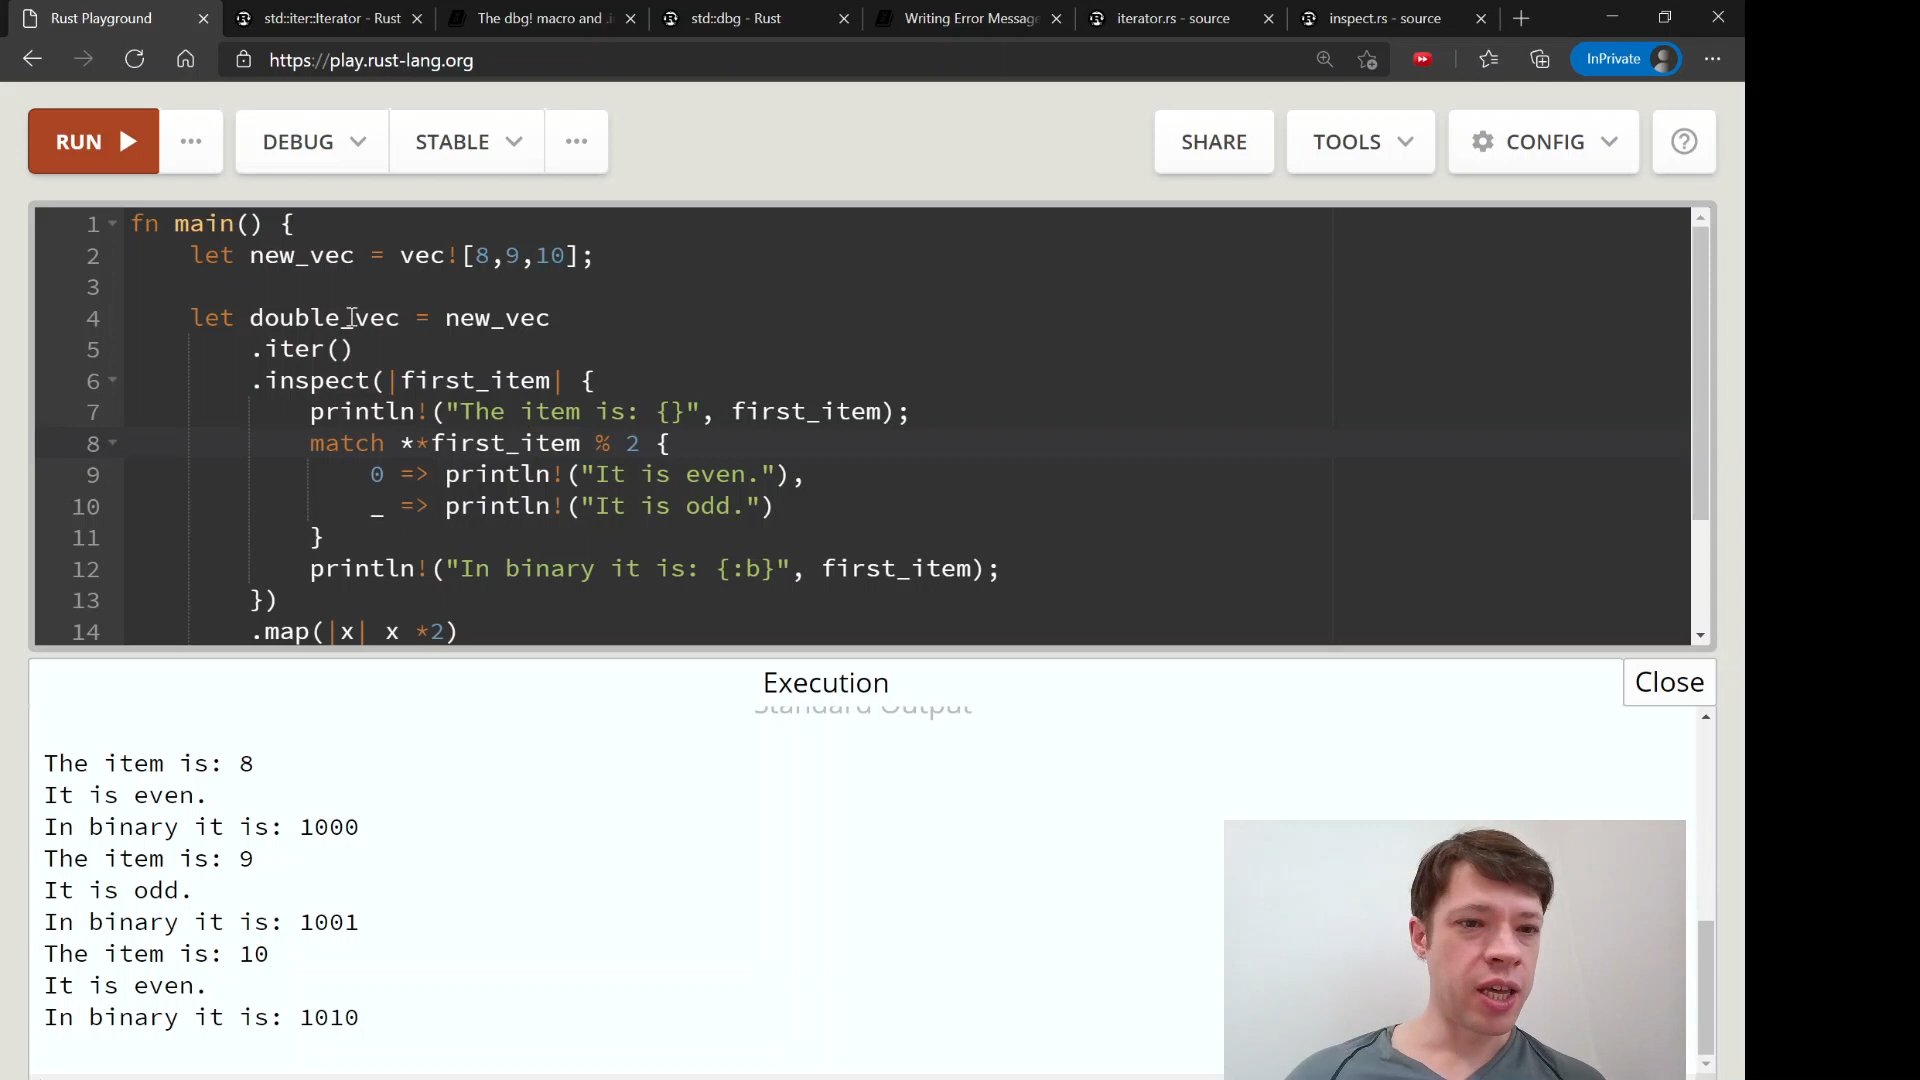 Rust Playground
std::iter::Iterator - Rust
The dbg! macro and .i
std::dbg - Rust
Writing Error Message
iterator.rs - source
inspect.rs - source
https://play.rust-lang.org
InPrivate
RUN
DEBUG
STABLE
SHARE
TOOLS
CONFIG
1 fn main() {
2 let new_vec = vec![8,9,10];
3
4 let double_vec = new_vec
5 .iter()
6 .inspect(|first_item| {
7 println!("The item is: {}", first_item);
8 match **first_item % 2 {
9 0 => println!("It is even."),
10 _ => println!("It is odd.")
11 }
12 println!("In binary it is: {:b}", first_item);
13 })
14 .map(|x| x *2)
Execution
Close
Standard Output
The item is: 8
It is even.
In binary it is: 1000
The item is: 9
It is odd.
In binary it is: 1001
The item is: 10
It is even.
In binary it is: 1010